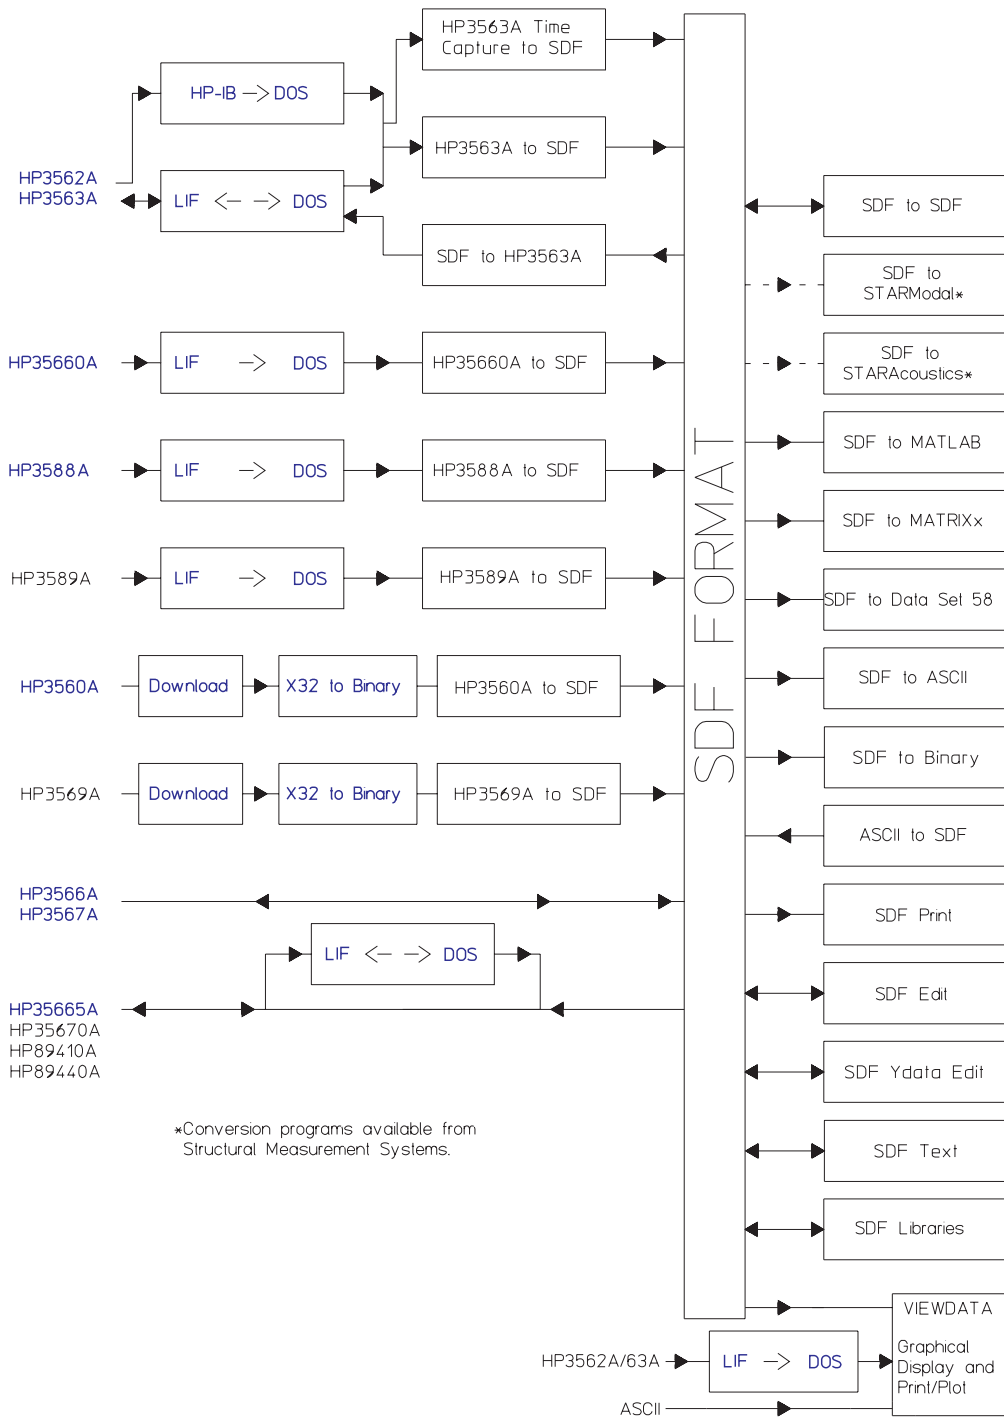 HP3563A Time
Capture to SDF
HP-IB -> DOS
HP3563A to SDF
HP3562A
HP3563A
LIF <- -> DOS
SDF to HP3563A
SDF to SDF
SDF to
STARModal*
HP35660A
LIF -> DOS
HP35660A to SDF
SDF to
STARAcoustics*
SDF to MATLAB
HP3588A
LIF -> DOS
HP3588A to SDF
SDF to MATRIXx
HP3589A
LIF -> DOS
HP3589A to SDF
SDF to Data Set 58
SDF FORMAT
HP3560A
Download
X32 to Binary
HP3560A to SDF
SDF to ASCII
SDF to Binary
HP3569A
Download
X32 to Binary
HP3569A to SDF
ASCII to SDF
HP3566A
HP3567A
SDF Print
LIF <- -> DOS
SDF Edit
HP35665A
HP35670A
HP89410A
HP89440A
SDF Ydata Edit
*Conversion programs available from
Structural Measurement Systems.
SDF Text
SDF Libraries
VIEWDATA
Graphical
Display and
Print/Plot
HP3562A/63A
LIF -> DOS
ASCII